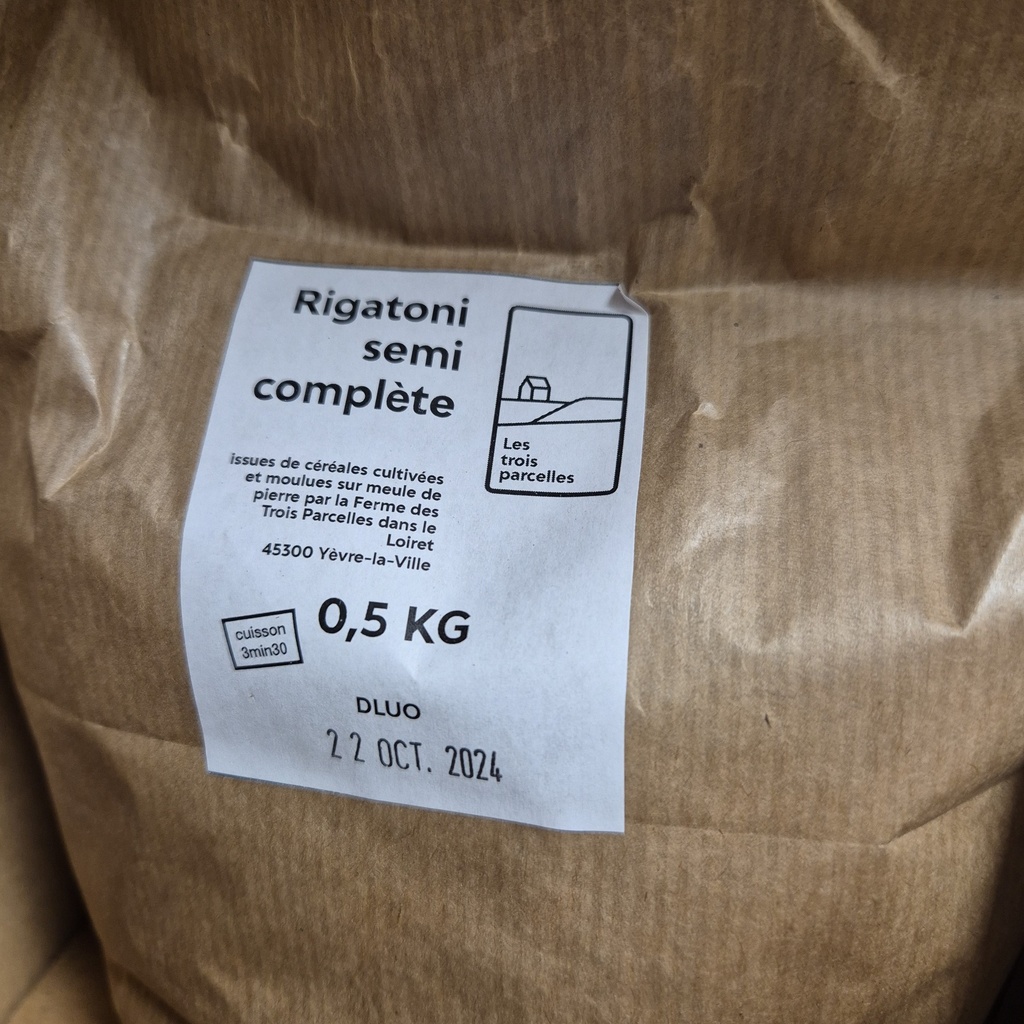 Rigatoni
semi
complète
Les
trois
parcelles
issues de céréales cultivées
et moulues sur meule de
pierre par la Ferme des
Trois Parcelles dans le
Loiret
45300 Yèvre-la-Ville
cuisson
3min30
0,5 KG
DLUO
22 OCT. 2024